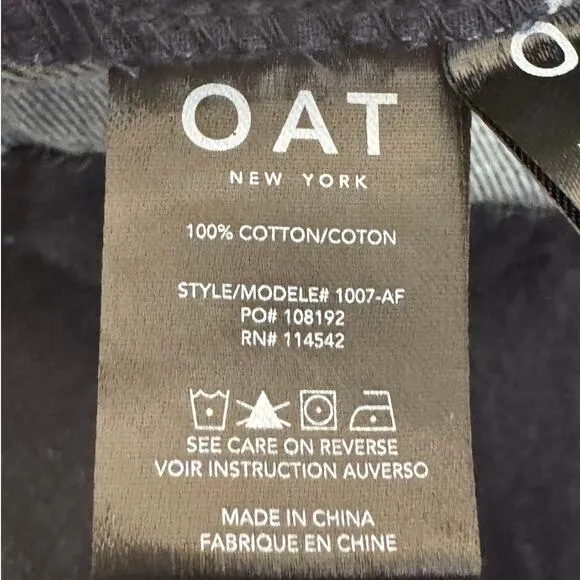 OAT
NEW YORK
100% COTTON/COTON
STYLE/MODELE# 1007-AF
PO# 108192
RN# 114542
SEE CARE ON REVERSE
VOIR INSTRUCTION AUVERSO
MADE IN CHINA
FABRIQUE EN CHINE
O